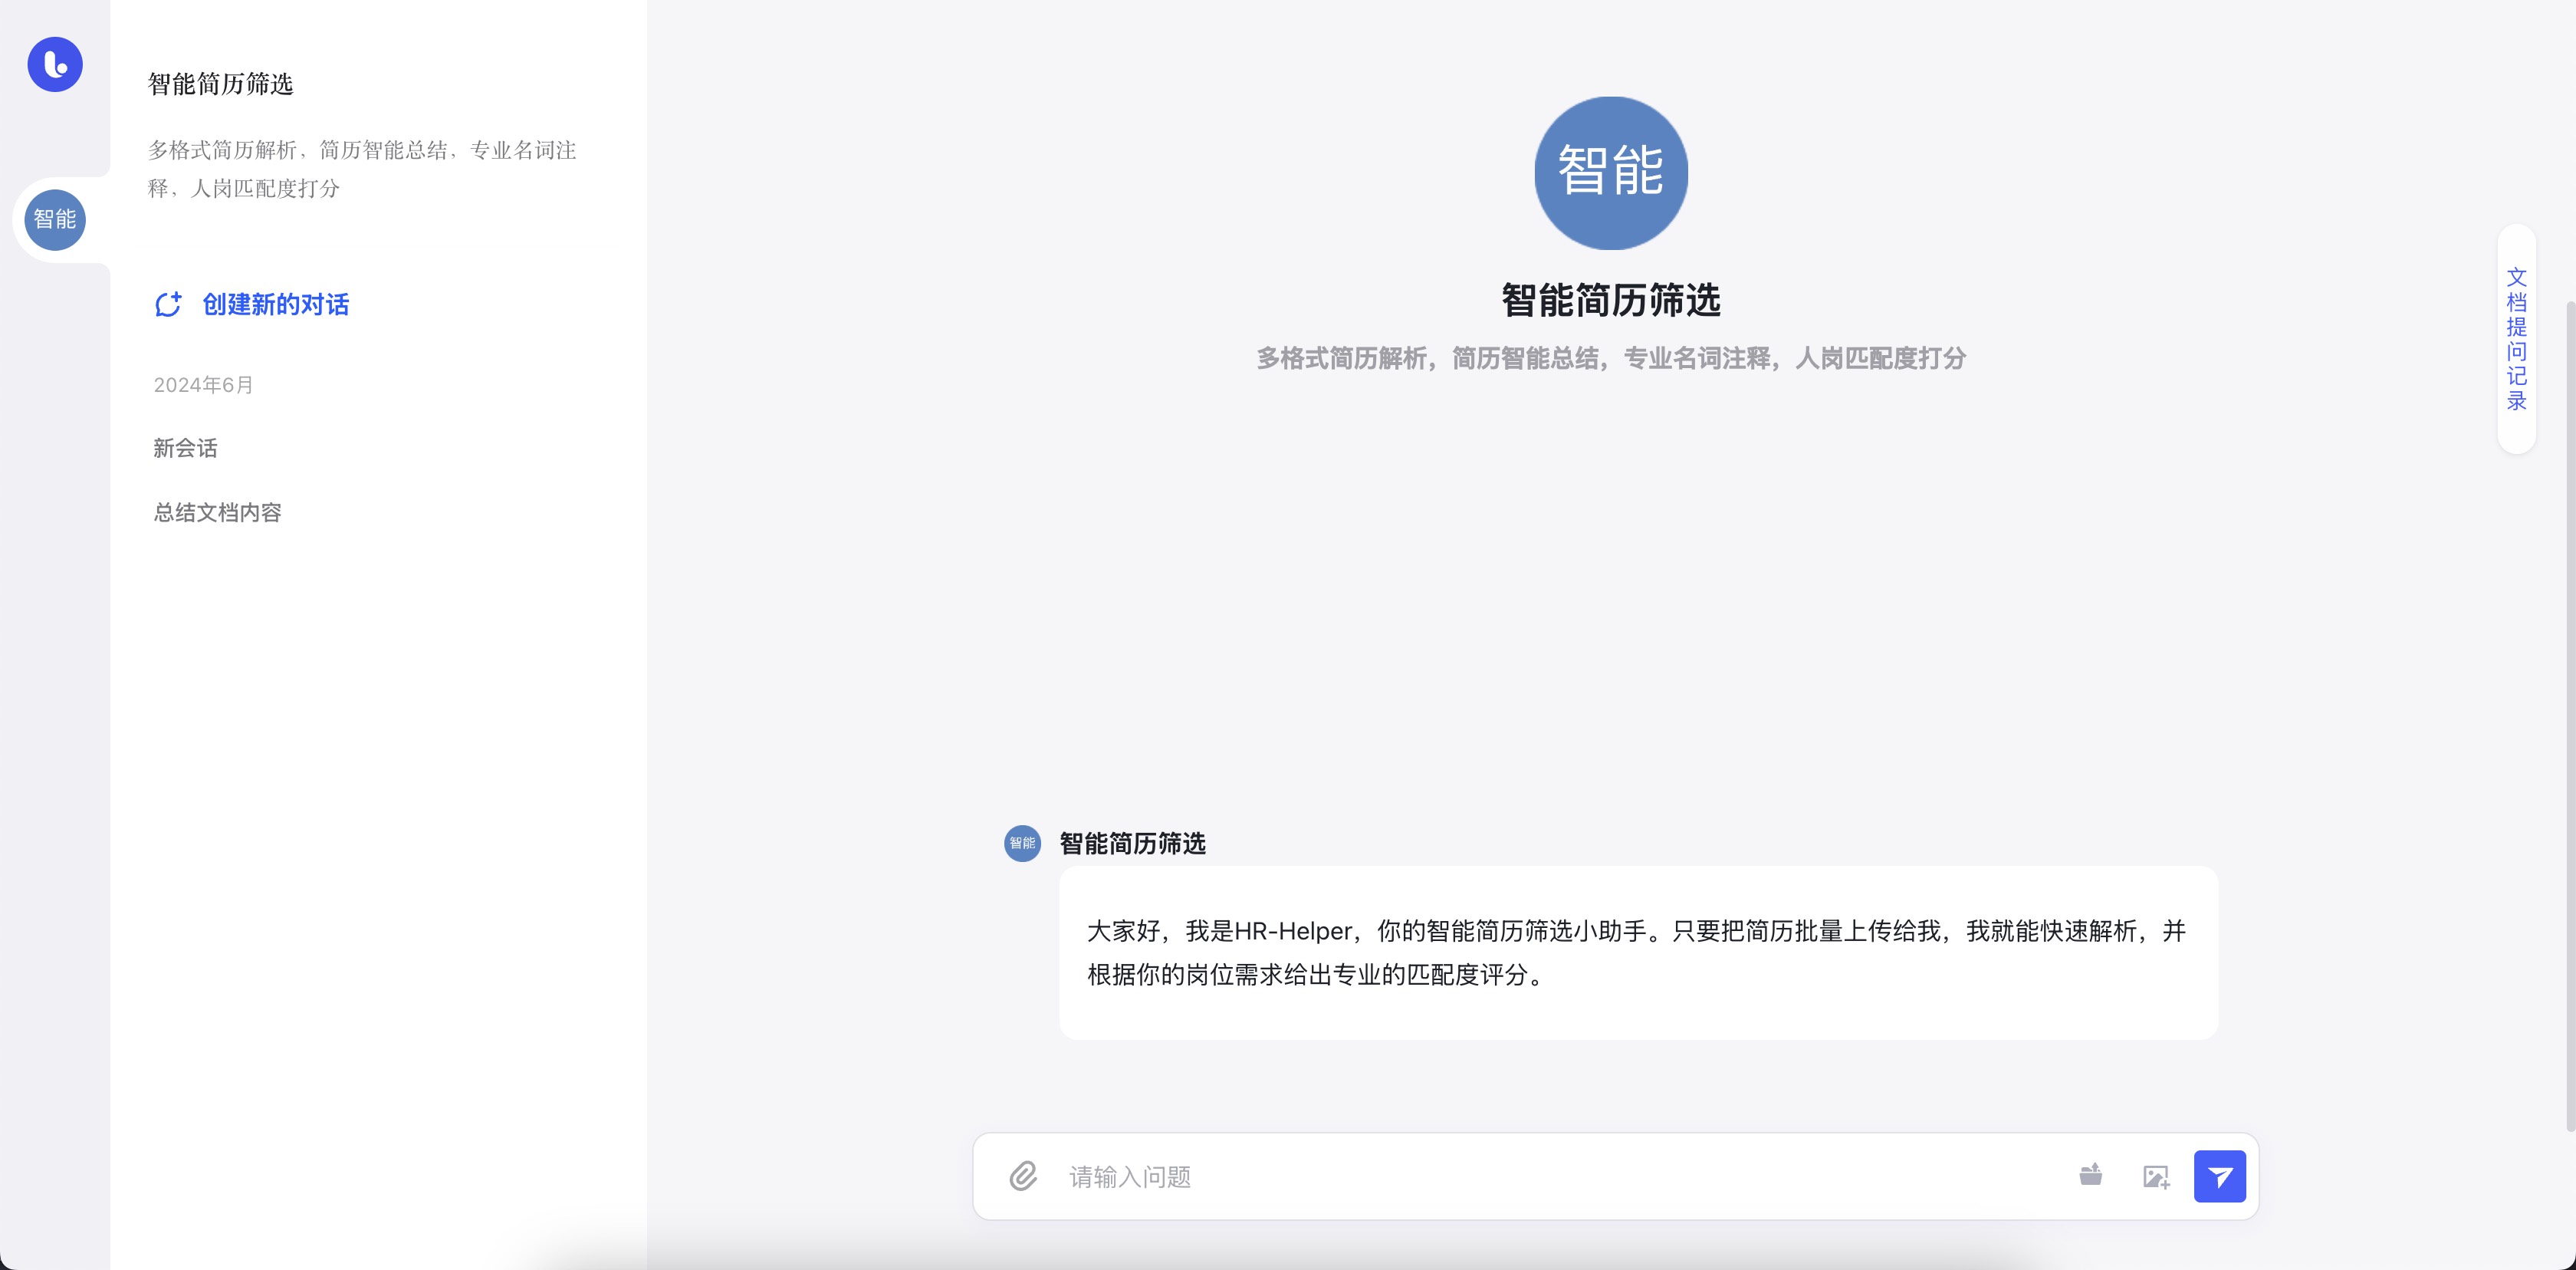 智能简历筛选
多格式简历解析，简历智能总结，专业名词注
释，人岗匹配度打分
智能
创建新的对话
2024年6月
新会话
总结文档内容
智能
智能简历筛选
多格式简历解析，简历智能总结，专业名词注释，人岗匹配度打分
文档提问记录
智能
智能简历筛选
大家好，我是HR-Helper，你的智能简历筛选小助手。只要把简历批量上传给我，我就能快速解析，并
根据你的岗位需求给出专业的匹配度评分。
请输入问题